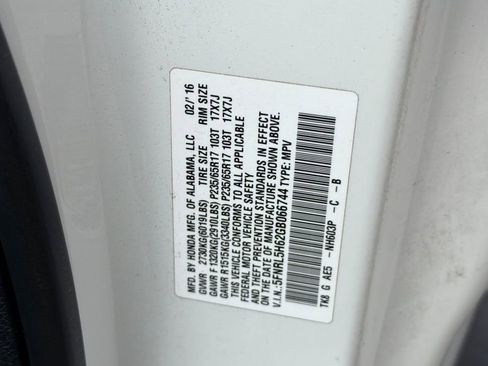 MFD. BY HONDA MFG. OF ALABAMA, LLC 02/'16
GVWR 2730KG(6019LBS) TIRE SIZE RIM SIZE
GAWR F 1320KG(2910LBS) P235/65R17 103T 17X7J
GAWR R1515KG(3340LBS) P235/65R17 103T 17X7J
THIS VEHICLE CONFORMS TO ALL APPLICABLE
FEDERAL MOTOR VEHICLE SAFETY
AND THEFT PREVENTION STANDARDS IN EFFECT
ON THE DATE OF MANUFACTURE SHOWN ABOVE.
V.I.N.:5FNRL5H62GB066744 TYPE: MPV
TK8 G AE5 - NH603P - C - B